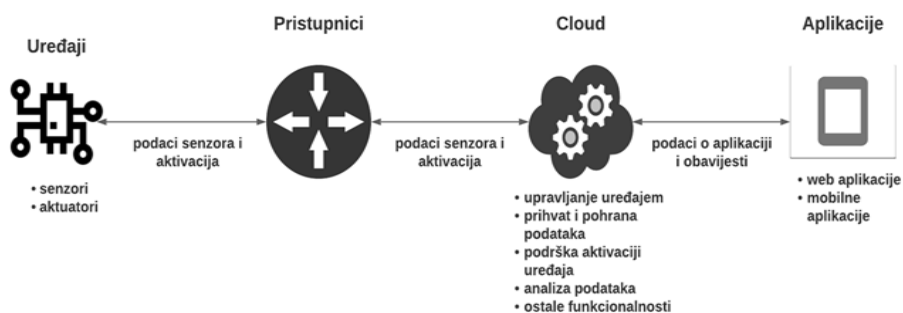 Uređaji
Pristupnici
Cloud
Aplikacije
podaci senzora i
aktivacija
podaci senzora i
aktivacija
podaci o aplikaciji
i obavijesti
• senzori
• aktuatori
• upravljanje uređajem
• prihvat i pohrana
podataka
• podrška aktivaciji
uređaja
• analiza podataka
• ostale funkcionalnosti
• web aplikacije
• mobilne
aplikacije